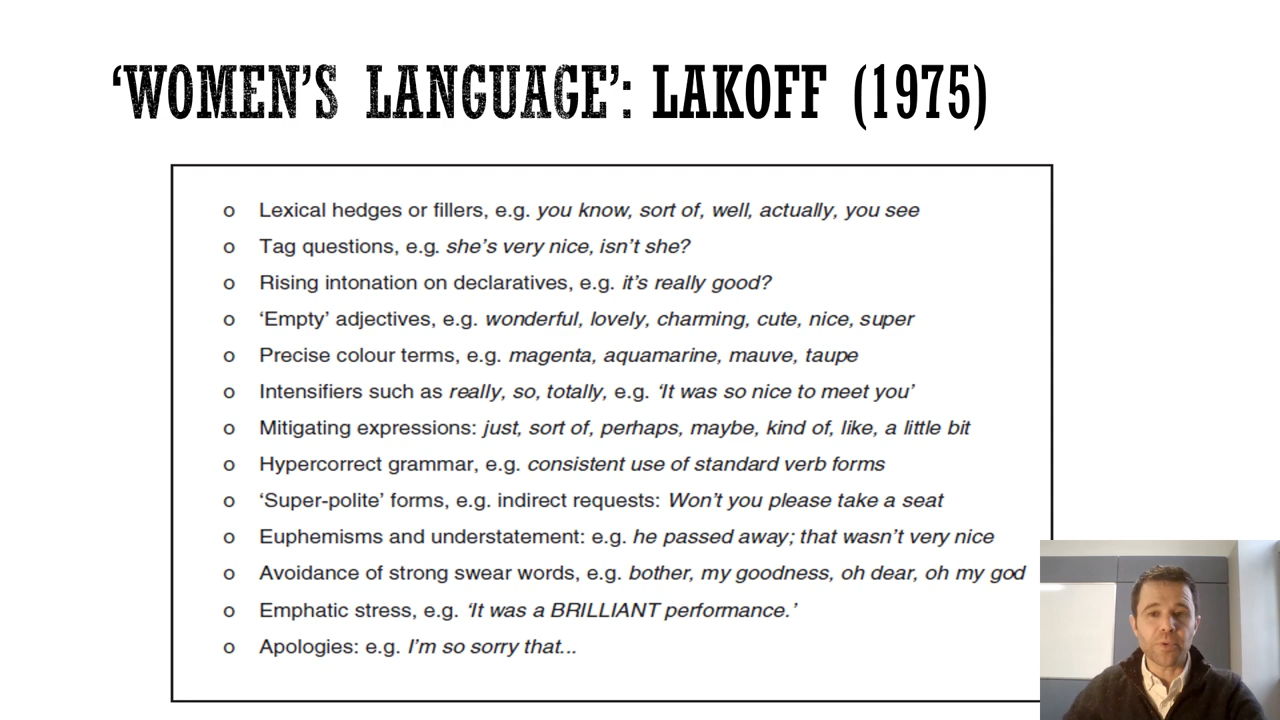 ‘WOMEN’S LANGUAGE’: LAKOFF (1975)
o Lexical hedges or fillers, e.g. you know, sort of, well, actually, you see
o Tag questions, e.g. she’s very nice, isn’t she?
o Rising intonation on declaratives, e.g. it’s really good?
o ‘Empty’ adjectives, e.g. wonderful, lovely, charming, cute, nice, super
o Precise colour terms, e.g. magenta, aquamarine, mauve, taupe
o Intensifiers such as really, so, totally, e.g. ‘It was so nice to meet you’
o Mitigating expressions: just, sort of, perhaps, maybe, kind of, like, a little bit
o Hypercorrect grammar, e.g. consistent use of standard verb forms
o ‘Super-polite’ forms, e.g. indirect requests: Won’t you please take a seat
o Euphemisms and understatement: e.g. he passed away; that wasn’t very nice
o Avoidance of strong swear words, e.g. bother, my goodness, oh dear, oh my god
o Emphatic stress, e.g. ‘It was a BRILLIANT performance.’
o Apologies: e.g. I’m so sorry that...